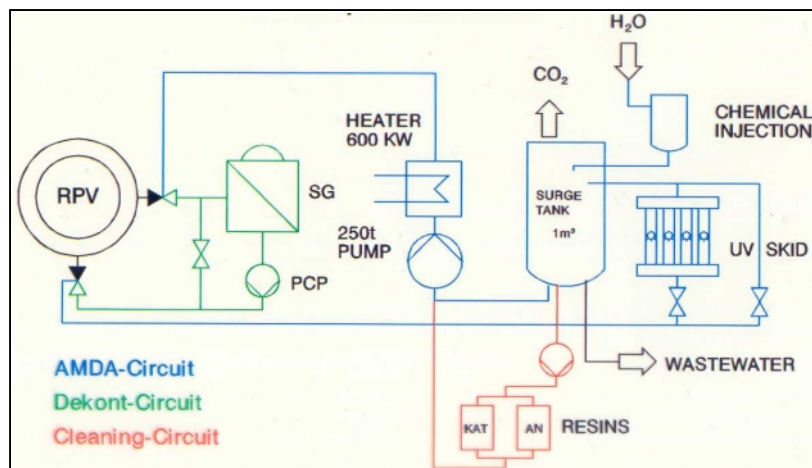 H₂O
CO₂
CHEMICAL
INJECTION
HEATER
600 KW
RPV
SG
SURGE
TANK
1m³
250t
PUMP
UV SKID
PCP
AMDA-Circuit
WASTEWATER
Dekont-Circuit
Cleaning-Circuit
KAT
AN
RESINS